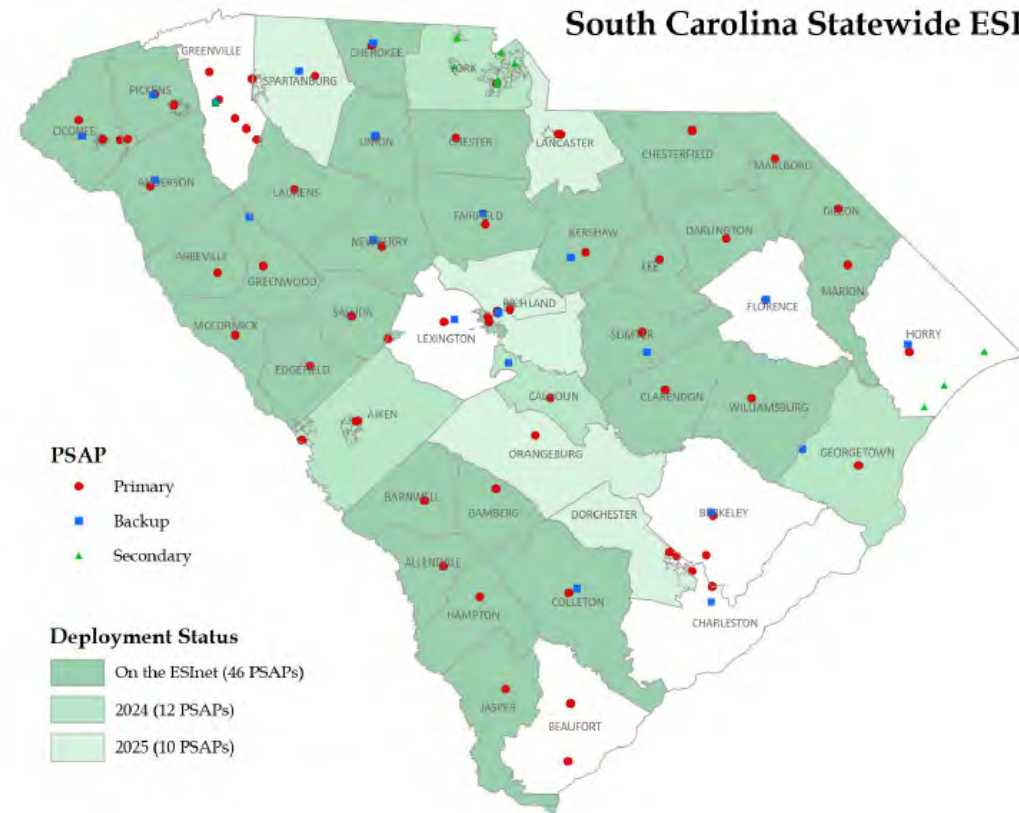 South Carolina Statewide ESI
GREENVILLE
CHEROKEE
YORK
SPARTANBURG
PICKENS
OCONEE
UNION
CHESTER
LANCASTER
CHESTERFIELD
MARLBORO
ANDERSON
LAURENS
FAIRFIELD
DILLON
KERSHAW
DARLINGTON
NEWBERRY
LEE
ABBEVILLE
GREENWOOD
MARION
RICHLAND
FLORENCE
SALUDA
MCCORMICK
LEXINGTON
SUMTER
HORRY
EDGEFIELD
CALHOUN
CLARENDON
WILLIAMSBURG
AIKEN
ORANGEBURG
GEORGETOWN
PSAP
Primary
Backup
Secondary
BARNWELL
BAMBERG
DORCHESTER
BERKELEY
ALLENDALE
HAMPTON
COLLETON
CHARLESTON
Deployment Status
On the ESInet (46 PSAPs)
2024 (12 PSAPs)
2025 (10 PSAPs)
JASPER
BEAUFORT